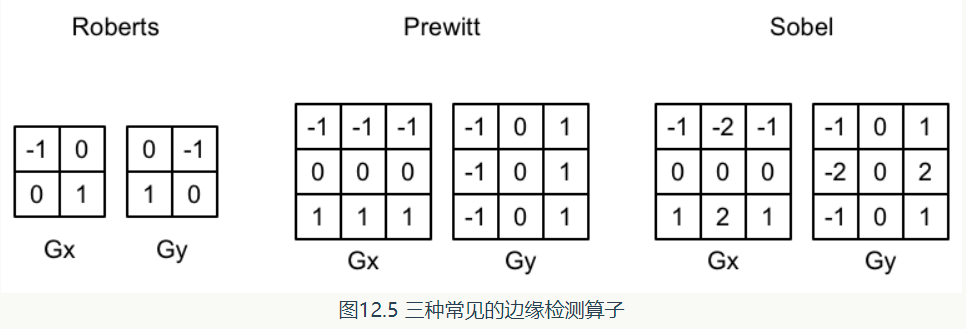 Roberts Prewitt Sobel
-1 -1 -1 -1 0 1 -1 -2 -1 -1 0 1
-1 0 0 -1
0 0 0 -1 0 1 0 0 0 -2 0 2
0 1 1 0
1 1 1 -1 0 1 1 2 1 -1 0 1
Gx Gy Gx Gy Gx Gy
图12.5 三种常见的边缘检测算子